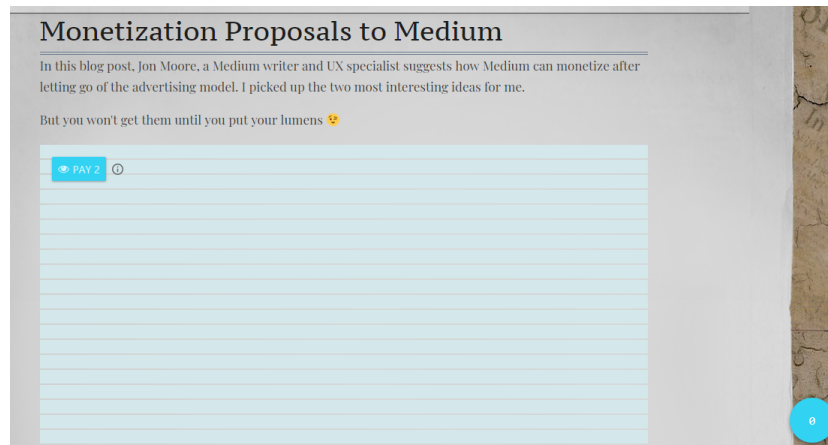 Monetization Proposals to Medium
In this blog post, Jon Moore, a Medium writer and UX specialist suggests how Medium can monetize after
letting go of the advertising model. I picked up the two most interesting ideas for me.
But you won't get them until you put your lumens 😉
PAY 2
In
0